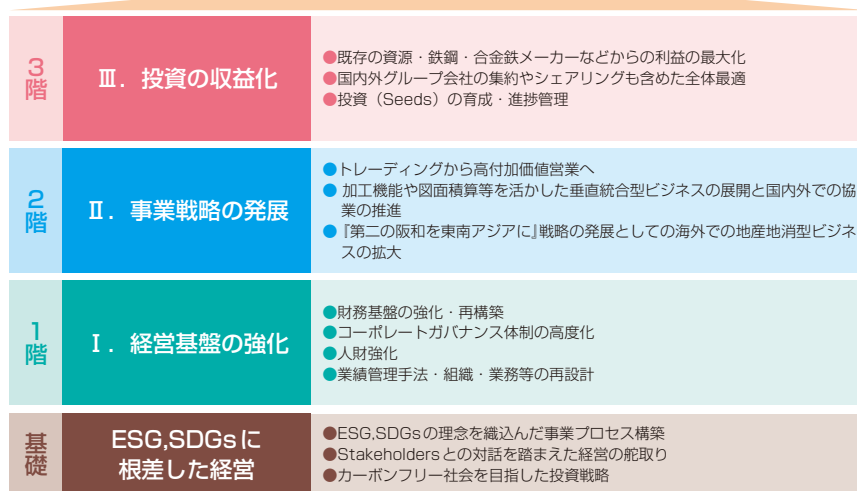 3階
Ⅲ. 投資の収益化
●既存の資源・鉄鋼・合金鉄メーカーなどからの利益の最大化
●国内外グループ会社の集約やシェアリングも含めた全体最適
●投資（Seeds）の育成・進捗管理
2階
Ⅱ. 事業戦略の発展
●トレーディングから高付加価値営業へ
●加工機能や図面積算等を活かした垂直統合型ビジネスの展開と国内外での協
業の推進
●『第二の阪和を東南アジアに』戦略の発展としての海外での地産地消型ビジネ
スの拡大
1階
Ⅰ. 経営基盤の強化
●財務基盤の強化・再構築
●コーポレートガバナンス体制の高度化
●人財強化
●業績管理手法・組織・業務等の再設計
基礎
ESG,SDGsに
根差した経営
●ESG,SDGsの理念を織込んだ事業プロセス構築
●Stakeholdersとの対話を踏まえた経営の舵取り
●カーボンフリー社会を目指した投資戦略